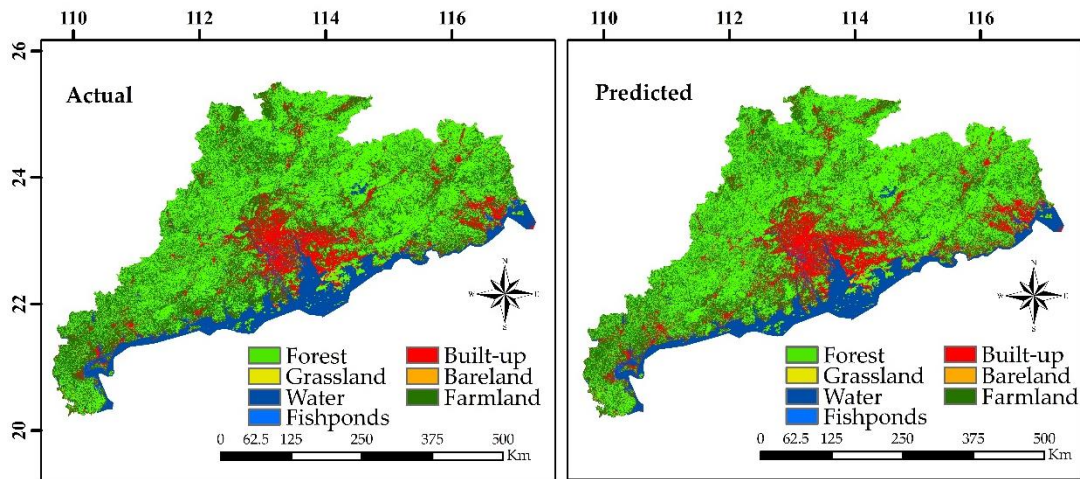 110 112 114 116
110 112 114 116
26
24
22
20
Actual
N
W E
S
Forest Built-up
Grassland Bareland
Water Farmland
Fishponds
0 62.5 125 250 375 500
Km
Predicted
N
W E
S
Forest Built-up
Grassland Bareland
Water Farmland
Fishponds
0 62.5 125 250 375 500
Km